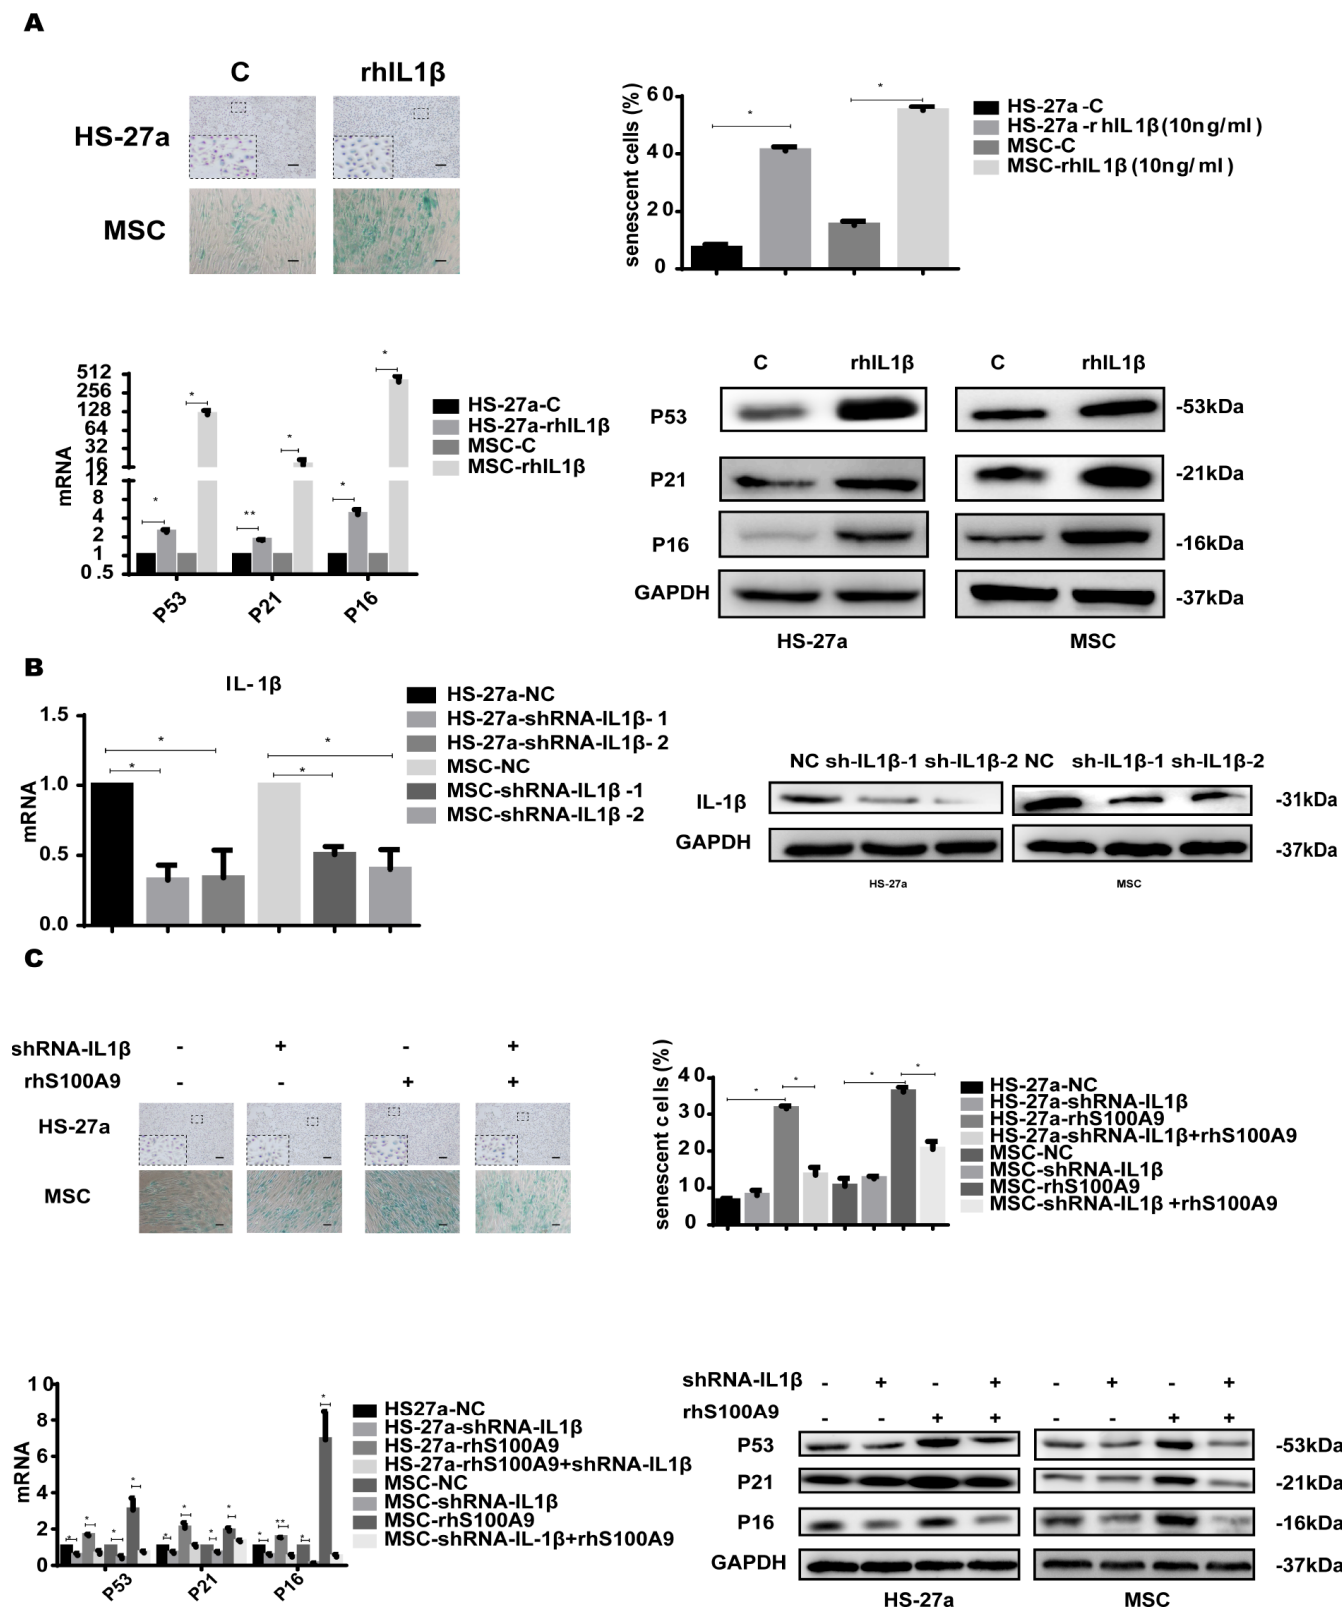 A
C rhIL1β
HS-27a
MSC
senescent cells (%)
60
40
20
0
* *
HS-27a -C
HS-27a -rhIL1β (10ng/ml)
MSC-C
MSC-rhIL1β (10ng/ml)
mRNA
512
256
128
64
32
16
12
8
4
2
1
0.5
* * ** * * *
P53 P21 P16
HS-27a-C
HS-27a-rhIL1β
MSC-C
MSC-rhIL1β
C rhIL1β C rhIL1β
P53 -53kDa
P21 -21kDa
P16 -16kDa
GAPDH -37kDa
HS-27a MSC
B
IL-1β
mRNA
1.5
1.0
0.5
0.0
* * * *
HS-27a-NC
HS-27a-shRNA-IL1β-1
HS-27a-shRNA-IL1β-2
MSC-NC
MSC-shRNA-IL1β -1
MSC-shRNA-IL1β -2
NC sh-IL1β-1 sh-IL1β-2 NC sh-IL1β-1 sh-IL1β-2
IL-1β -31kDa
GAPDH -37kDa
HS-27a MSC
C
shRNA-IL1β - + - +
rhS100A9 - - + +
HS-27a
MSC
senescent cells (%)
40
30
20
10
0
* * * *
HS-27a-NC
HS-27a-shRNA-IL1β
HS-27a-rhS100A9
HS-27a-shRNA-IL1β+rhS100A9
MSC-NC
MSC-shRNA-IL1β
MSC-rhS100A9
MSC-shRNA-IL1β +rhS100A9
mRNA
10
8
6
4
2
0
* * * * * * * * * ** * *
P53 P21 P16
HS27a-NC
HS-27a-shRNA-IL1β
HS-27a-rhS100A9
HS-27a-rhS100A9+shRNA-IL1β
MSC-NC
MSC-shRNA-IL1β
MSC-rhS100A9
MSC-shRNA-IL-1β+rhS100A9
shRNA-IL1β - + - + - + - +
rhS100A9 - - + + - - + +
P53 -53kDa
P21 -21kDa
P16 -16kDa
GAPDH -37kDa
HS-27a MSC